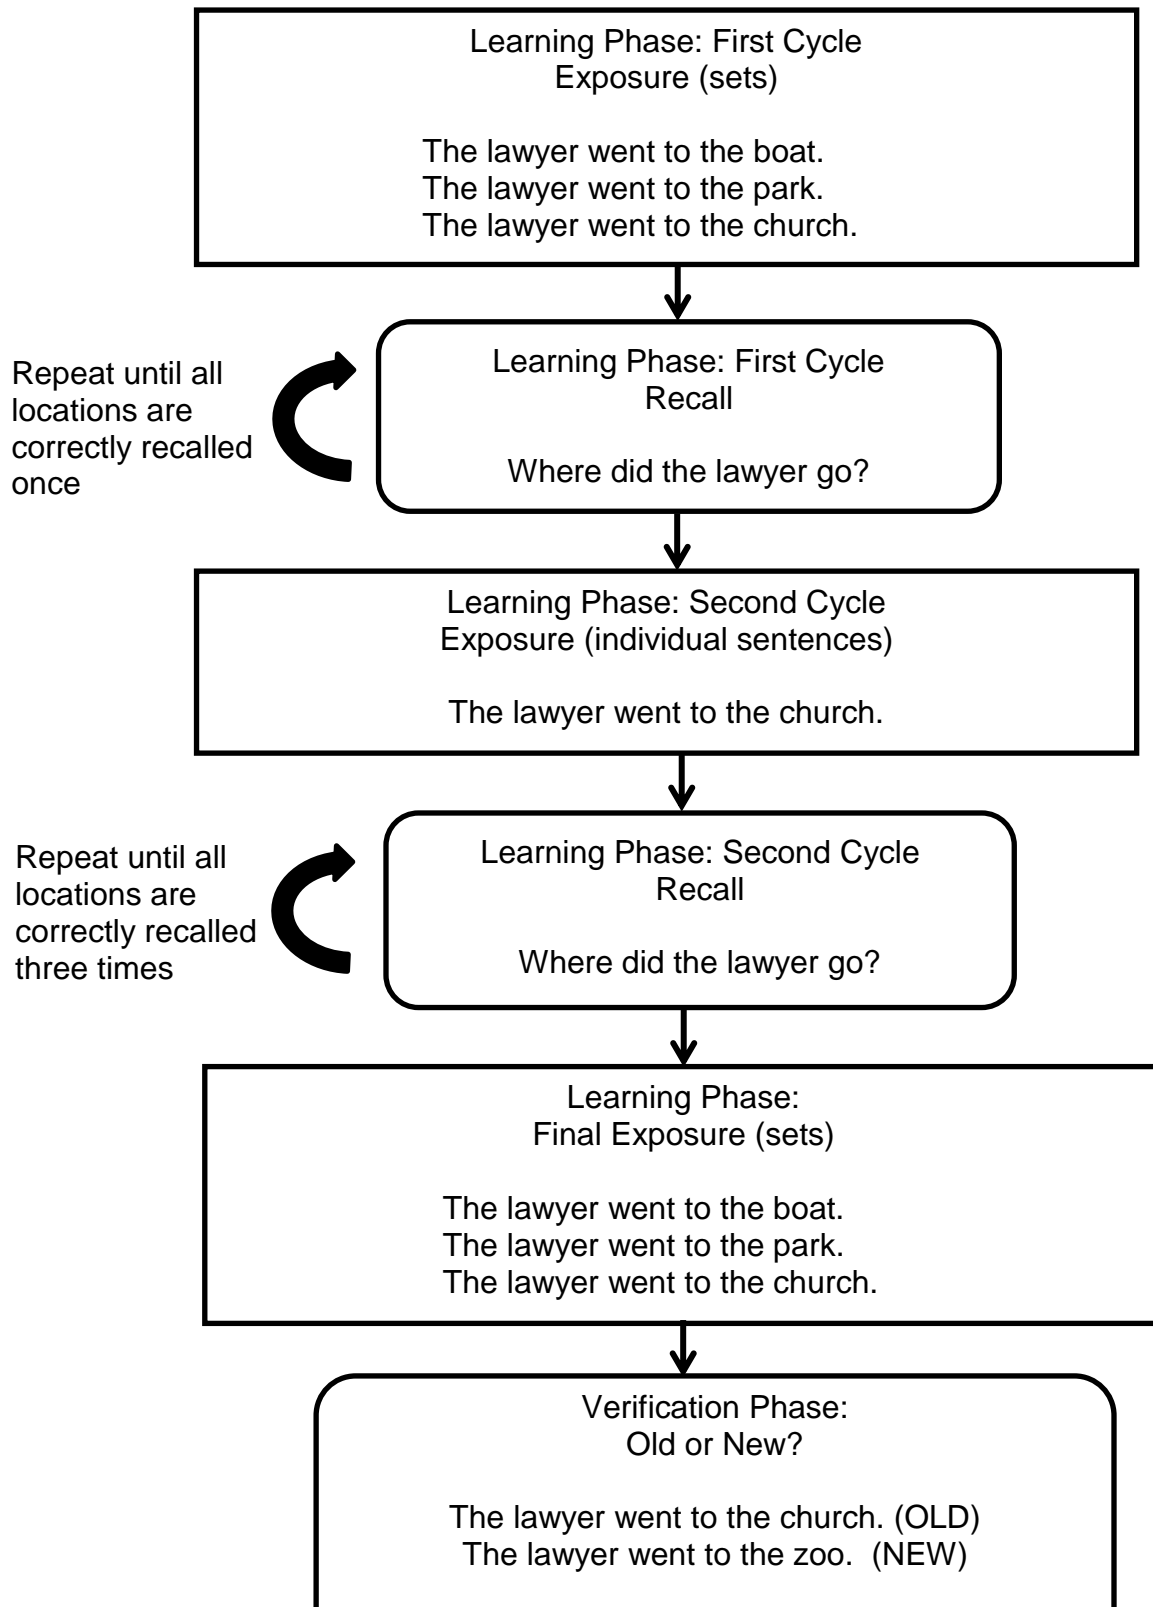 Learning Phase: First Cycle
Exposure (sets)
The lawyer went to the boat.
The lawyer went to the park.
The lawyer went to the church.
Repeat until all
locations are
correctly recalled
once
Learning Phase: First Cycle
Recall
Where did the lawyer go?
Learning Phase: Second Cycle
Exposure (individual sentences)
The lawyer went to the church.
Repeat until all
locations are
correctly recalled
three times
Learning Phase: Second Cycle
Recall
Where did the lawyer go?
Learning Phase:
Final Exposure (sets)
The lawyer went to the boat.
The lawyer went to the park.
The lawyer went to the church.
Verification Phase:
Old or New?
The lawyer went to the church. (OLD)
The lawyer went to the zoo.  (NEW)